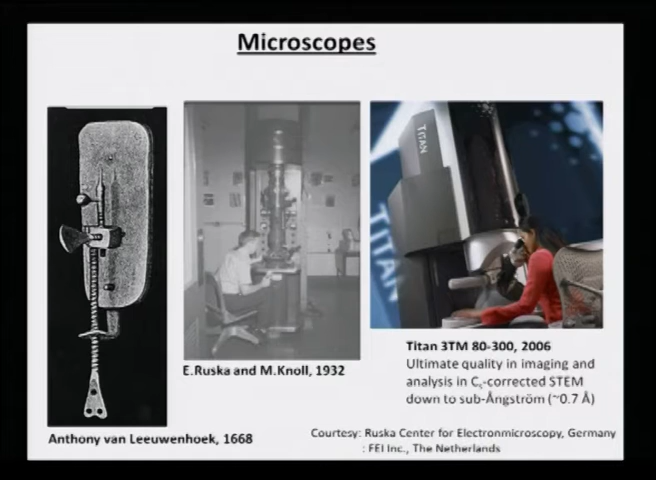 Microscopes
TITAN
TITAN
E.Ruska and M.Knoll, 1932
Titan 3TM 80-300, 2006
Ultimate quality in imaging and
analysis in Cs-corrected STEM
down to sub-Ångström (~0.7 Å)
Anthony van Leeuwenhoek, 1668
Courtesy: Ruska Center for Electronmicroscopy, Germany
: FEI Inc., The Netherlands